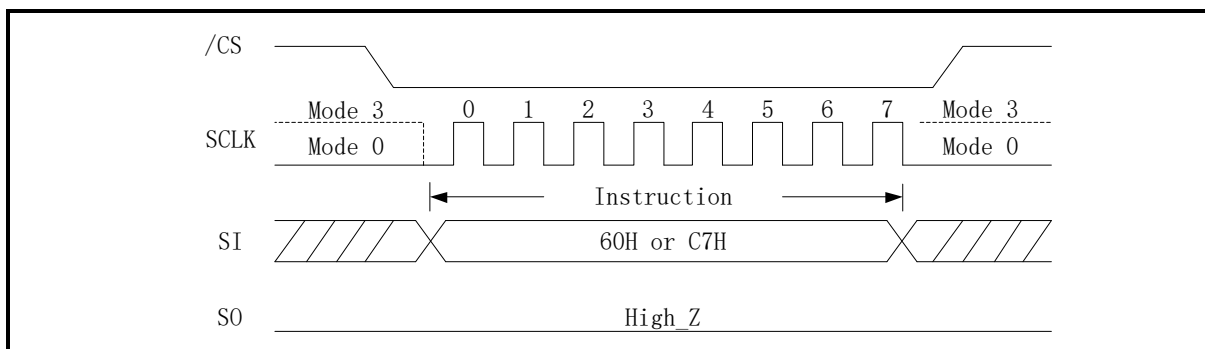 /CS
Mode 3 0 1 2 3 4 5 6 7 Mode 3
SCLK Mode 0 Mode 0
Instruction
SI 60H or C7H
SO High_Z